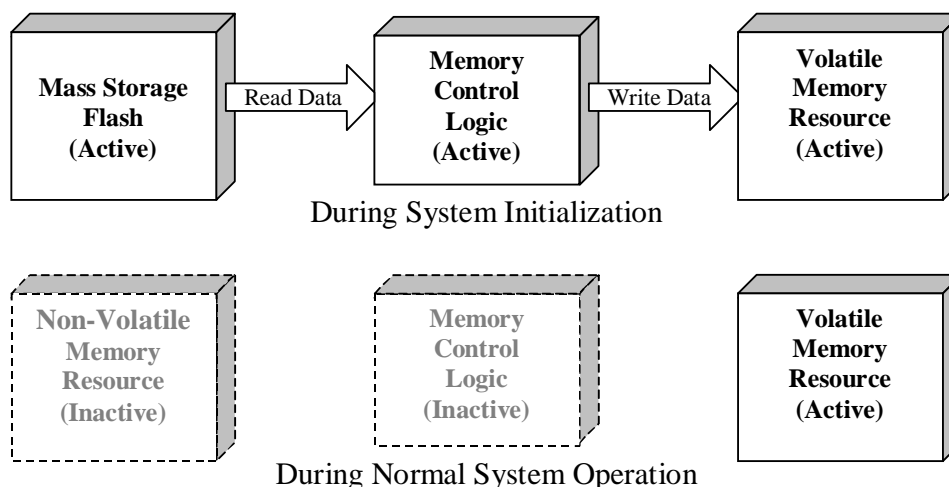 Mass Storage
Flash
(Active)
Read Data
Memory
Control
Logic
(Active)
Write Data
Volatile
Memory
Resource
(Active)
During System Initialization
Non-Volatile
Memory
Resource
(Inactive)
Memory
Control
Logic
(Inactive)
Volatile
Memory
Resource
(Active)
During Normal System Operation